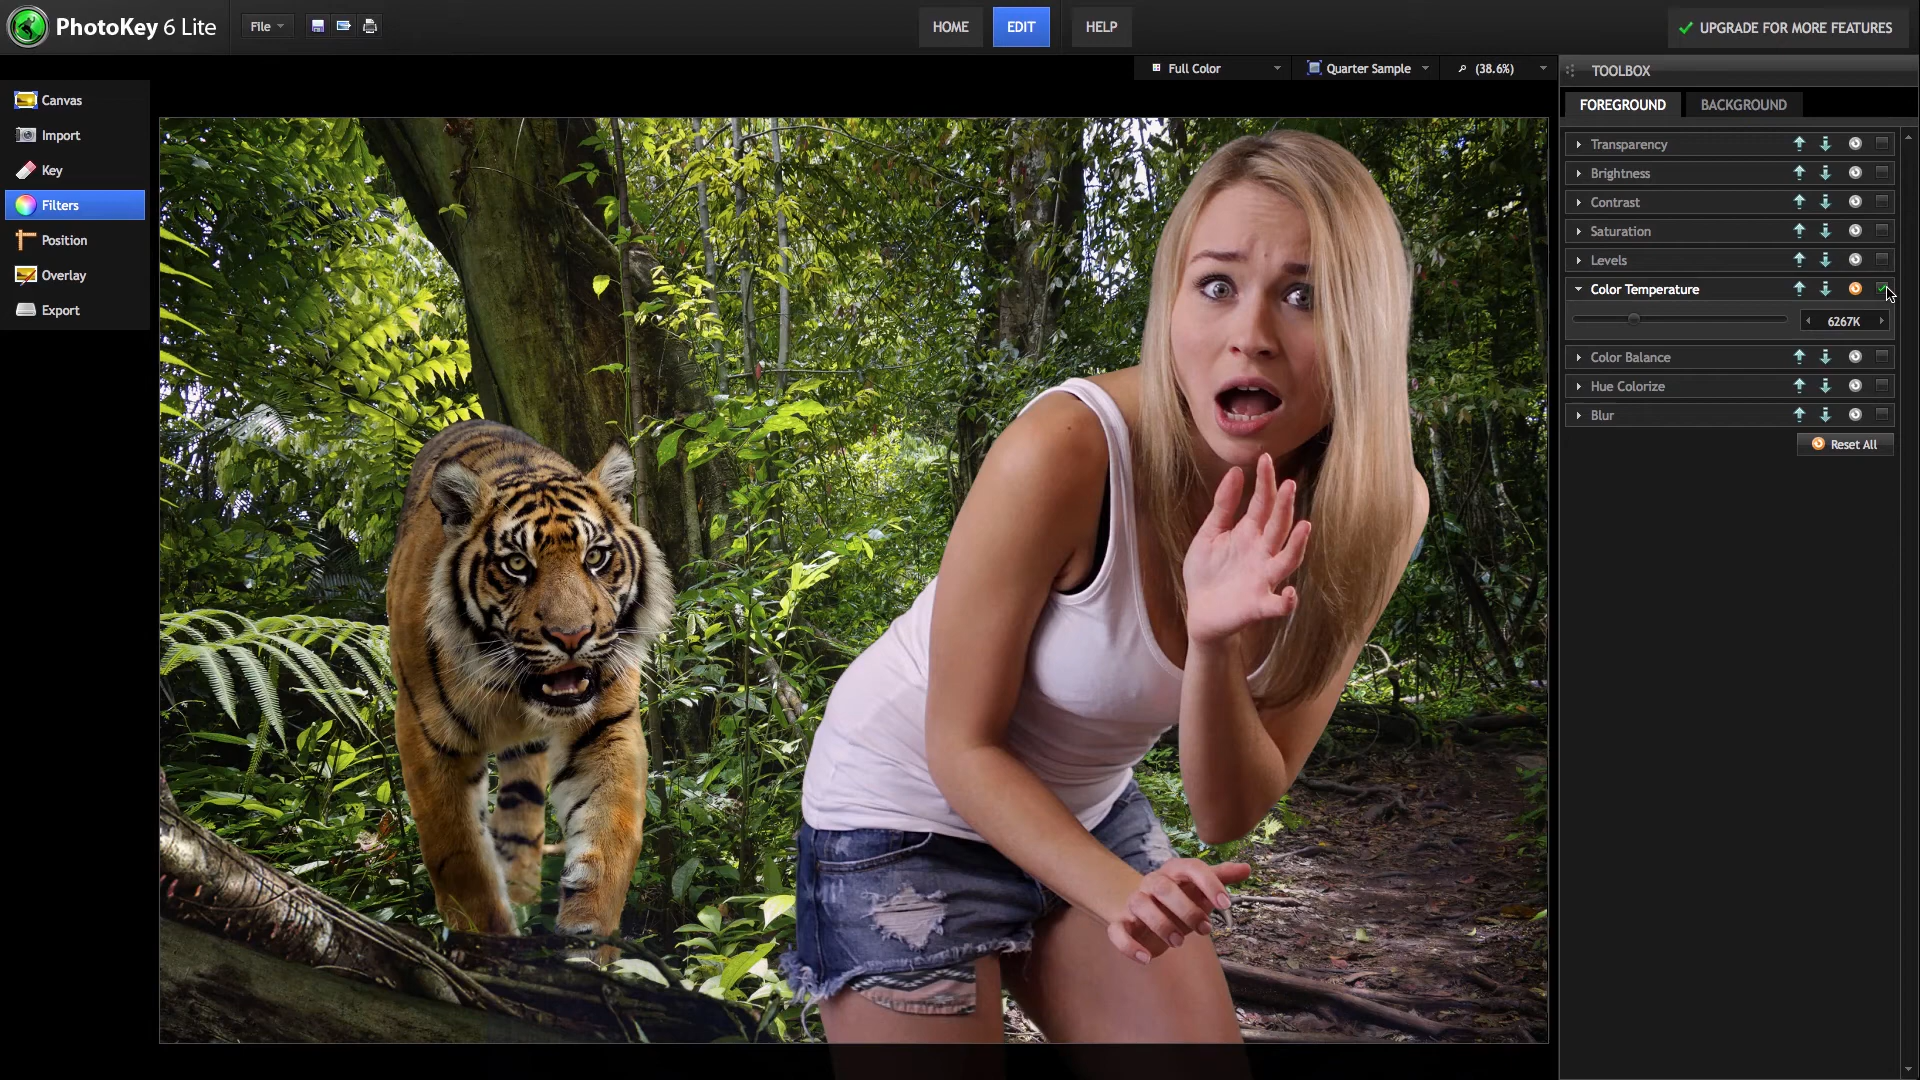 PhotoKey 6 Lite
File
HOME
EDIT
HELP
UPGRADE FOR MORE FEATURES
Full Color
Quarter Sample
(38.6%)
TOOLBOX
Canvas
Import
Key
Filters
Position
Overlay
Export
FOREGROUND
BACKGROUND
Transparency
Brightness
Contrast
Saturation
Levels
Color Temperature
6267K
Color Balance
Hue Colorize
Blur
Reset All